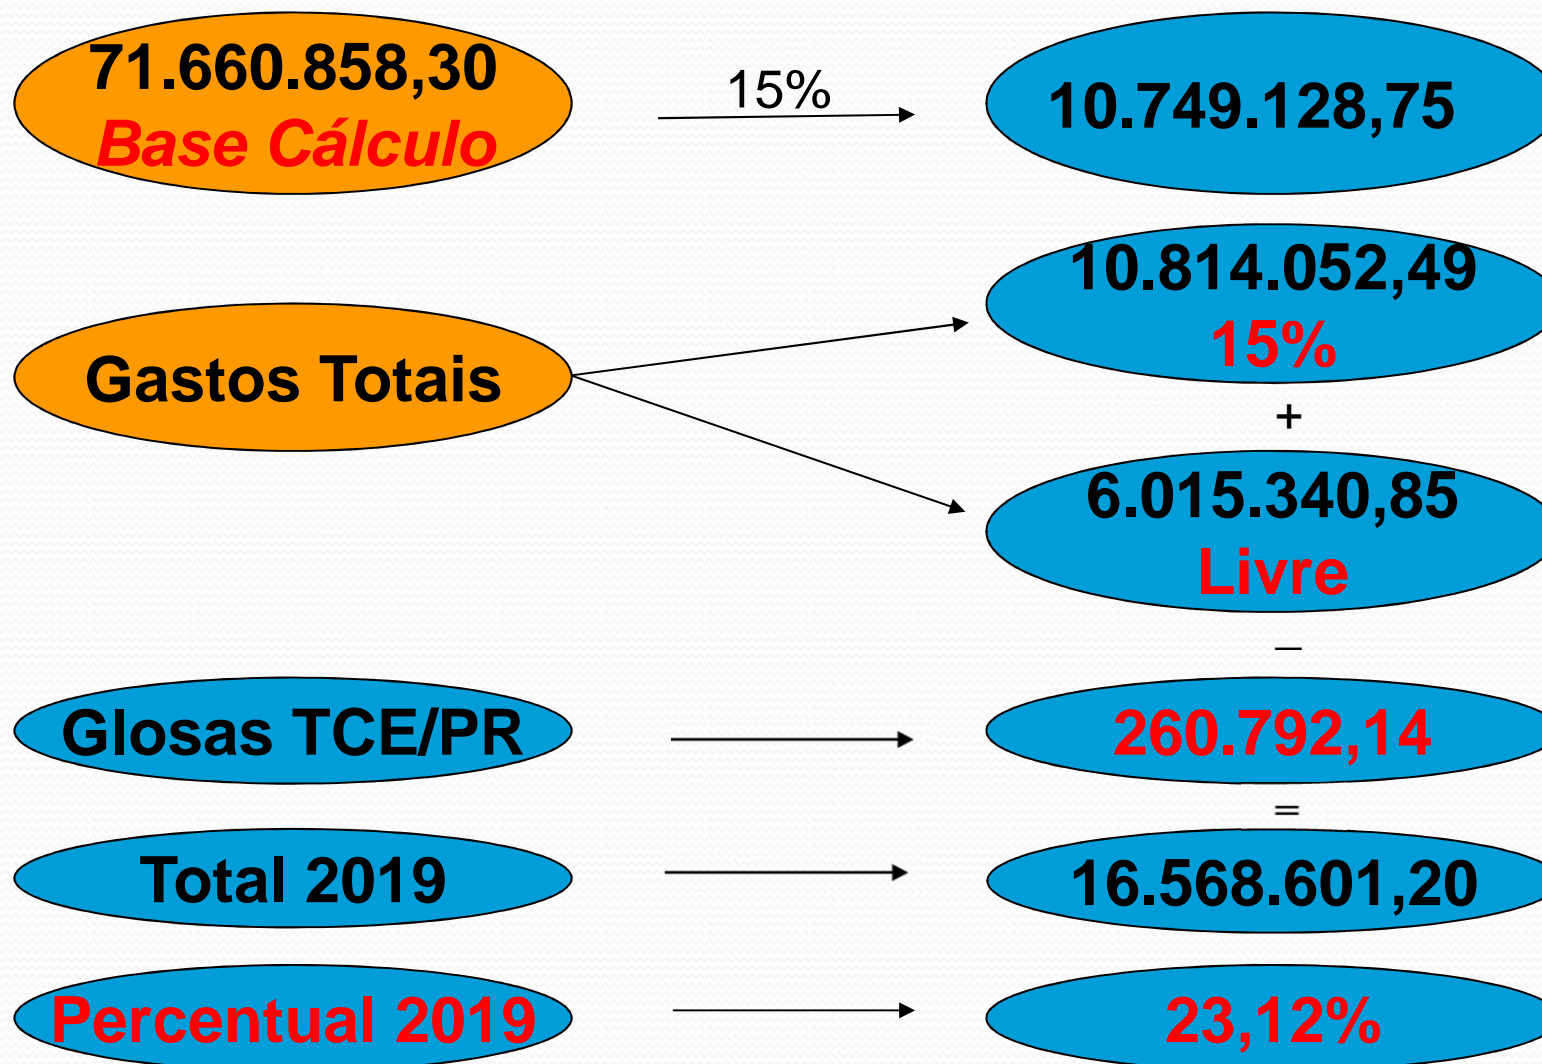 71.660.858,30
Base Cálculo
15%
10.749.128,75
Gastos Totais
10.814.052,49
15%
+
6.015.340,85
Livre
–
Glosas TCE/PR
260.792,14
=
Total 2019
16.568.601,20
Percentual 2019
23,12%